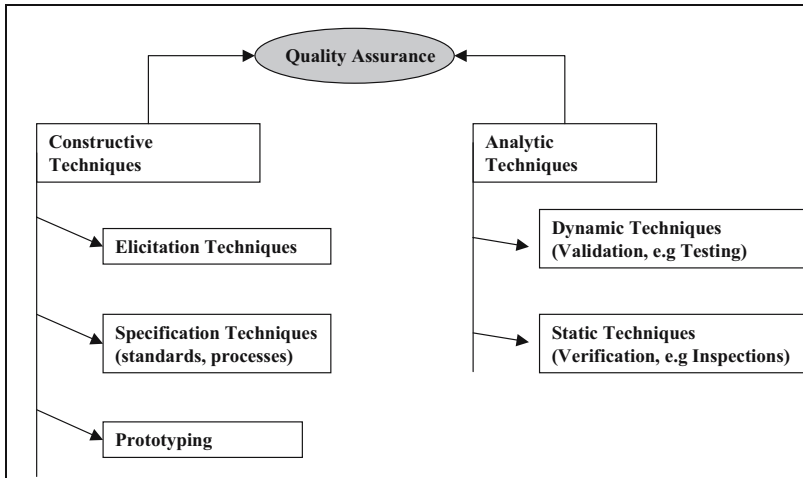 Quality Assurance
Constructive
Techniques
Analytic
Techniques
Elicitation Techniques
Dynamic Techniques
(Validation, e.g Testing)
Specification Techniques
(standards, processes)
Static Techniques
(Verification, e.g Inspections)
Prototyping